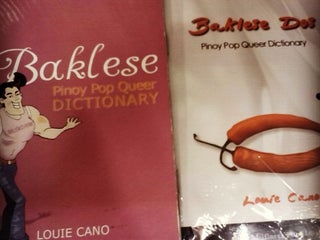 Baklese
Pinoy Pop Queer
DICTIONARY
LOUIE CANO
Baklese Dos
Pinoy Pop Queer Dictionary
Louie Cano